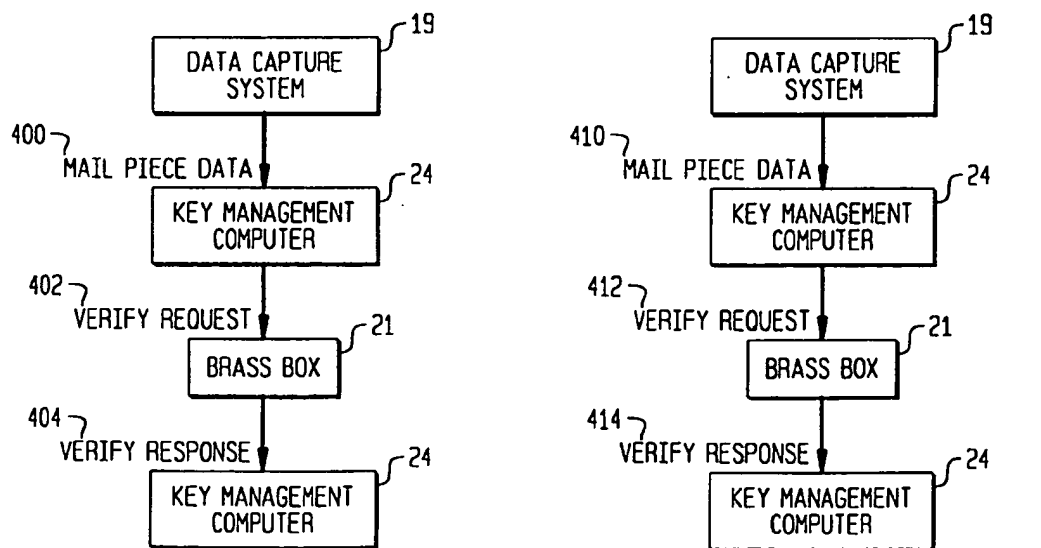 19
DATA CAPTURE
SYSTEM
400
MAIL PIECE DATA
24
KEY MANAGEMENT
COMPUTER
402
VERIFY REQUEST
21
BRASS BOX
404
VERIFY RESPONSE
24
KEY MANAGEMENT
COMPUTER
19
DATA CAPTURE
SYSTEM
410
MAIL PIECE DATA
24
KEY MANAGEMENT
COMPUTER
412
VERIFY REQUEST
21
BRASS BOX
414
VERIFY RESPONSE
24
KEY MANAGEMENT
COMPUTER